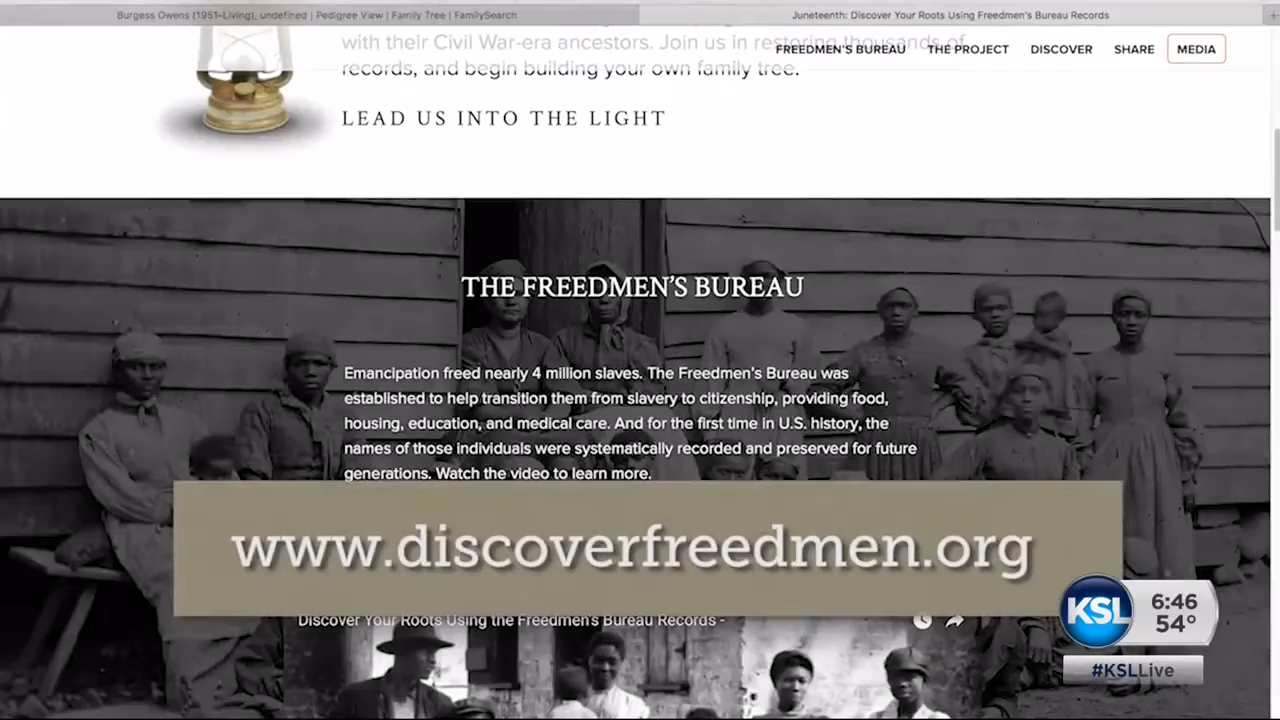 Burgess Owens (1951–Living), undefined | Pedigree View | Family Tree | FamilySearch
Juneteenth: Discover Your Roots Using Freedmen's Bureau Records
with their Civil War-era ancestors. Join us in restoring thousands of
FREEDMEN'S BUREAU THE PROJECT DISCOVER SHARE MEDIA
records, and begin building your own family tree.
LEAD US INTO THE LIGHT
THE FREEDMEN'S BUREAU
Emancipation freed nearly 4 million slaves. The Freedmen's Bureau was
established to help transition them from slavery to citizenship, providing food,
housing, education, and medical care. And for the first time in U.S. history, the
names of those individuals were systematically recorded and preserved for future
generations. Watch the video to learn more.
www.discoverfreedmen.org
Discover Your Roots Using the Freedmen's Bureau Records -
KSL
6:46
54°
#KSLLive